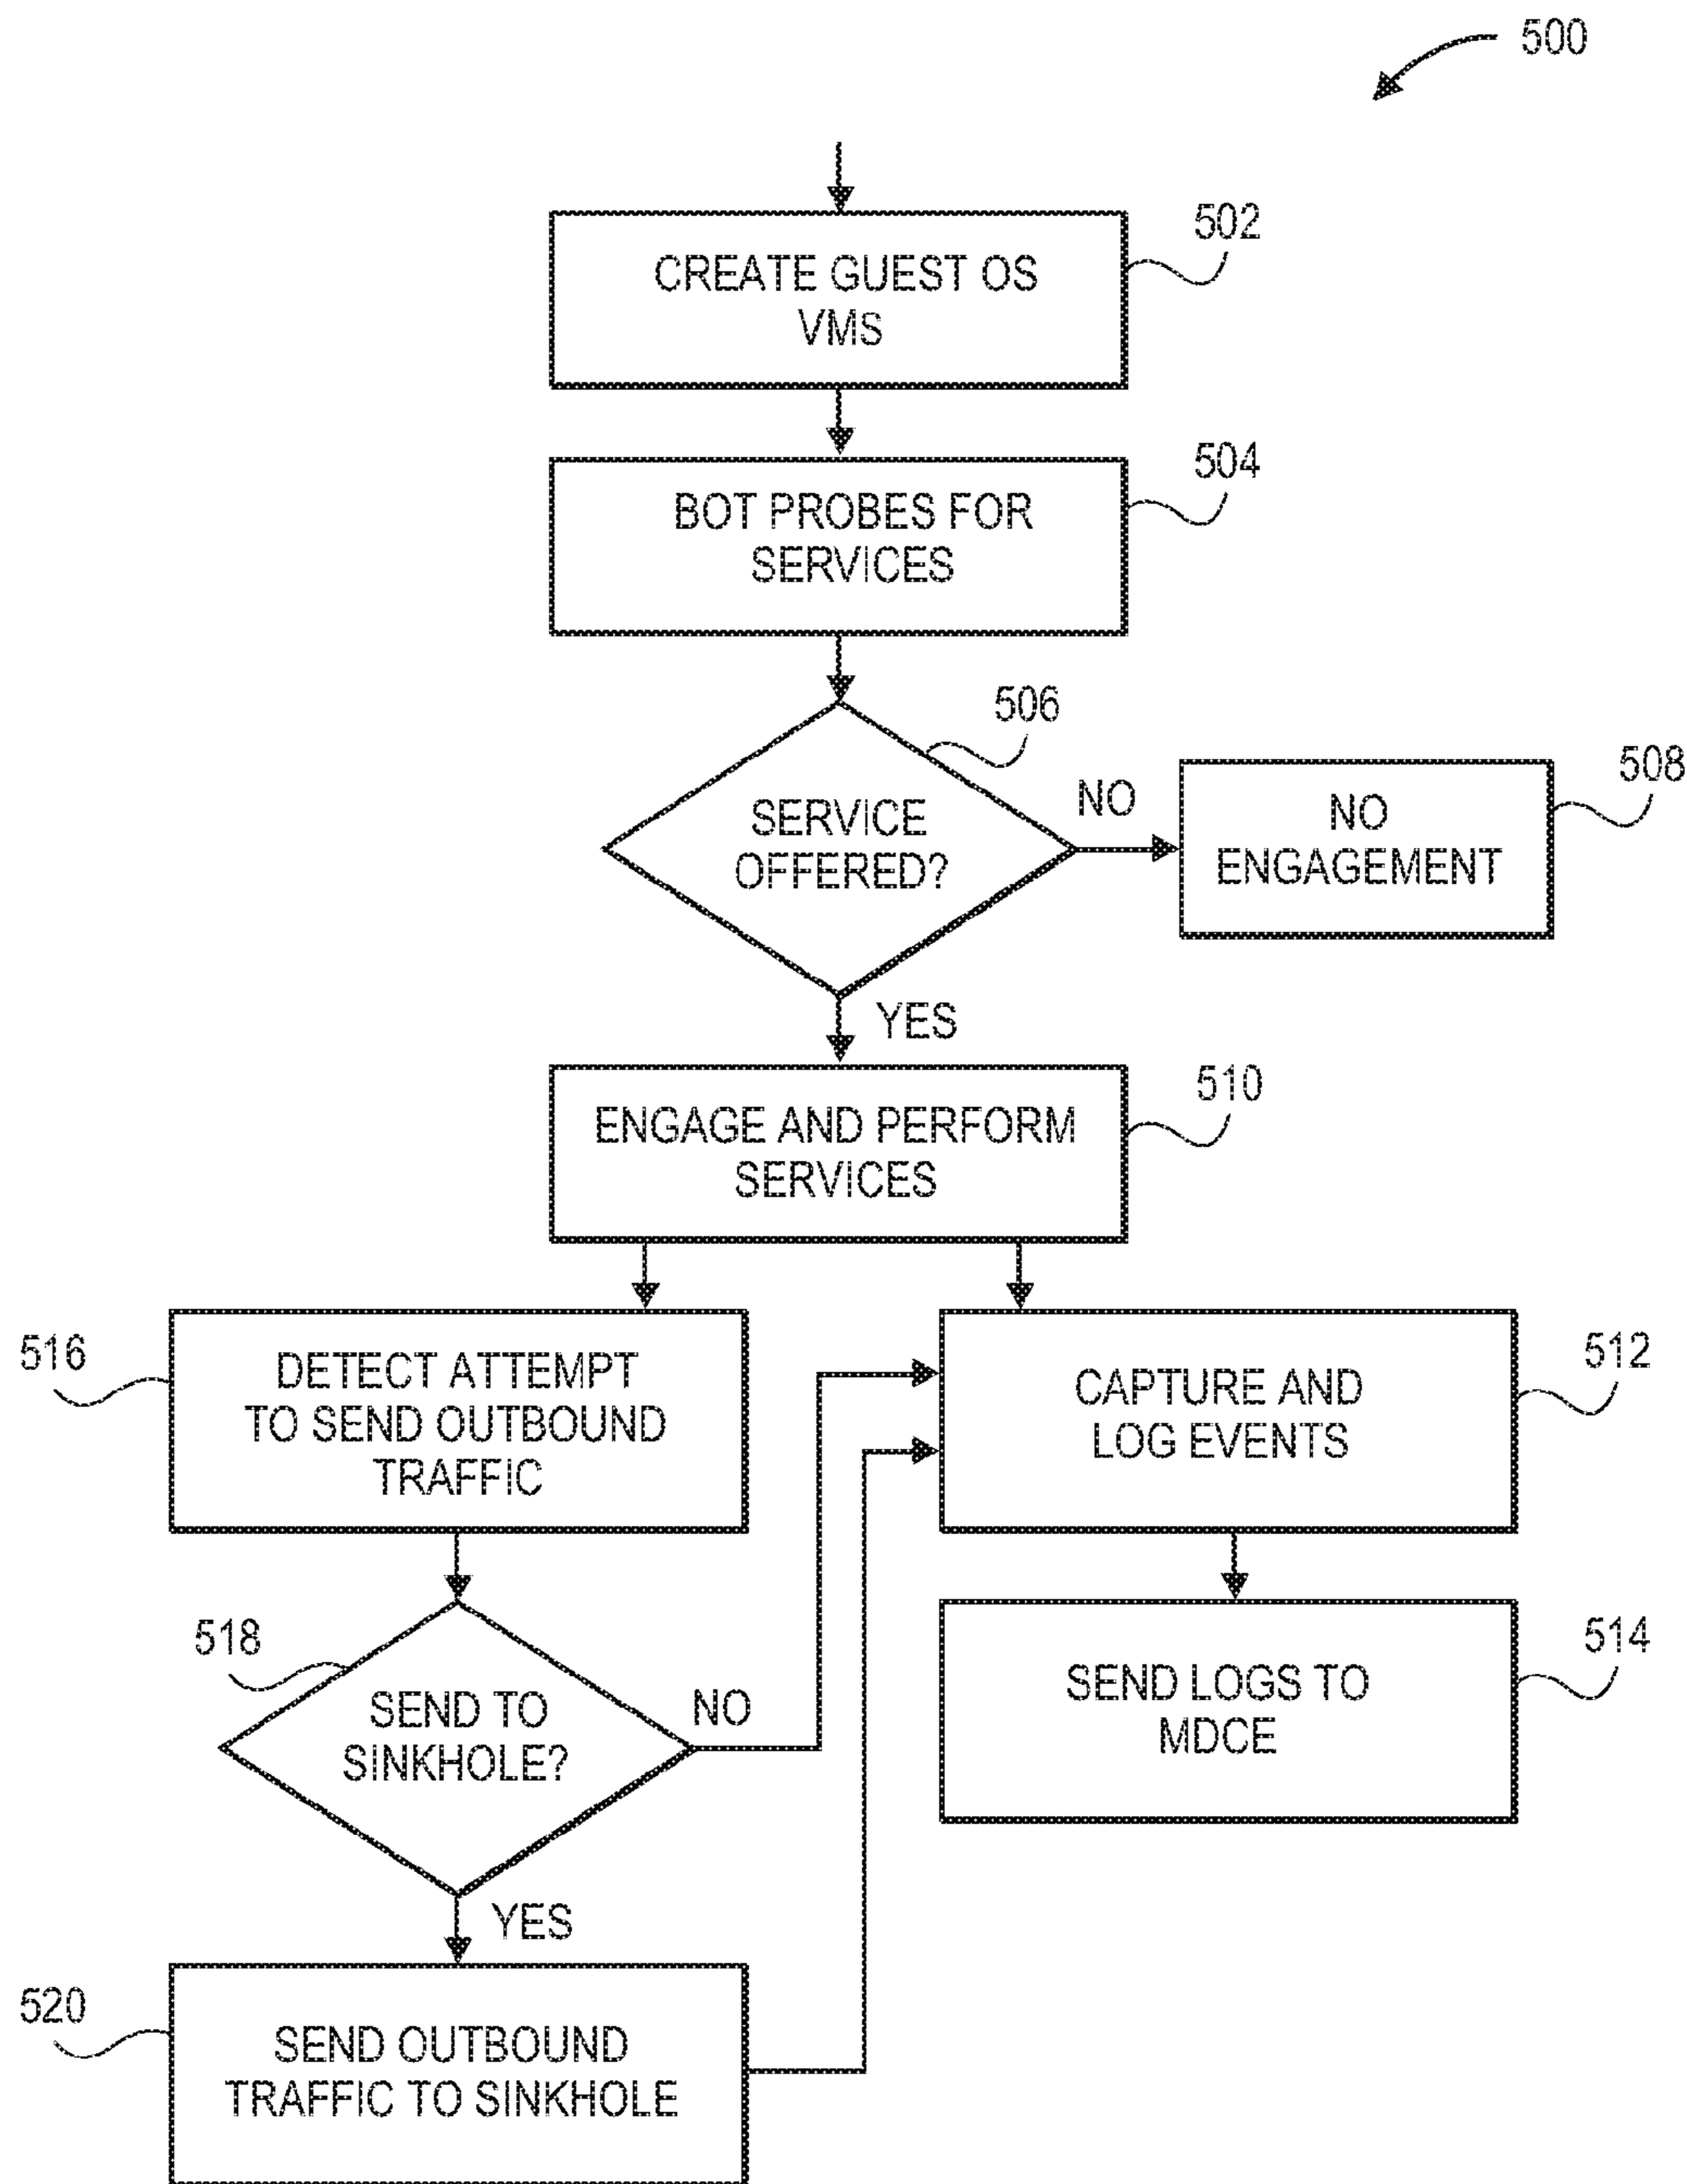 500
502
CREATE GUEST OS
VMS
504
BOT PROBES FOR
SERVICES
506
SERVICE
OFFERED?
NO
508
NO
ENGAGEMENT
YES
510
ENGAGE AND PERFORM
SERVICES
516
DETECT ATTEMPT
TO SEND OUTBOUND
TRAFFIC
512
CAPTURE AND
LOG EVENTS
518
SEND TO
SINKHOLE?
NO
514
SEND LOGS TO
MDCE
YES
520
SEND OUTBOUND
TRAFFIC TO SINKHOLE